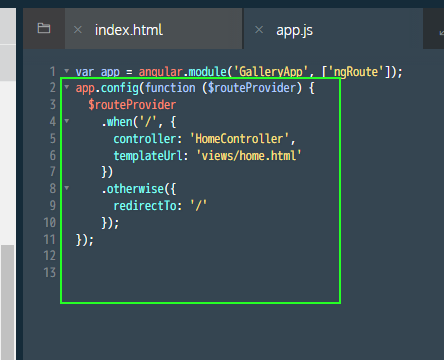 index.html app.js
1 var app = angular.module('GalleryApp', ['ngRoute']);
2 app.config(function ($routeProvider) {
3 $routeProvider
4 .when('/', {
5 controller: 'HomeController',
6 templateUrl: 'views/home.html'
7 })
8 .otherwise({
9 redirectTo: '/'
10 });
11 });
12
13